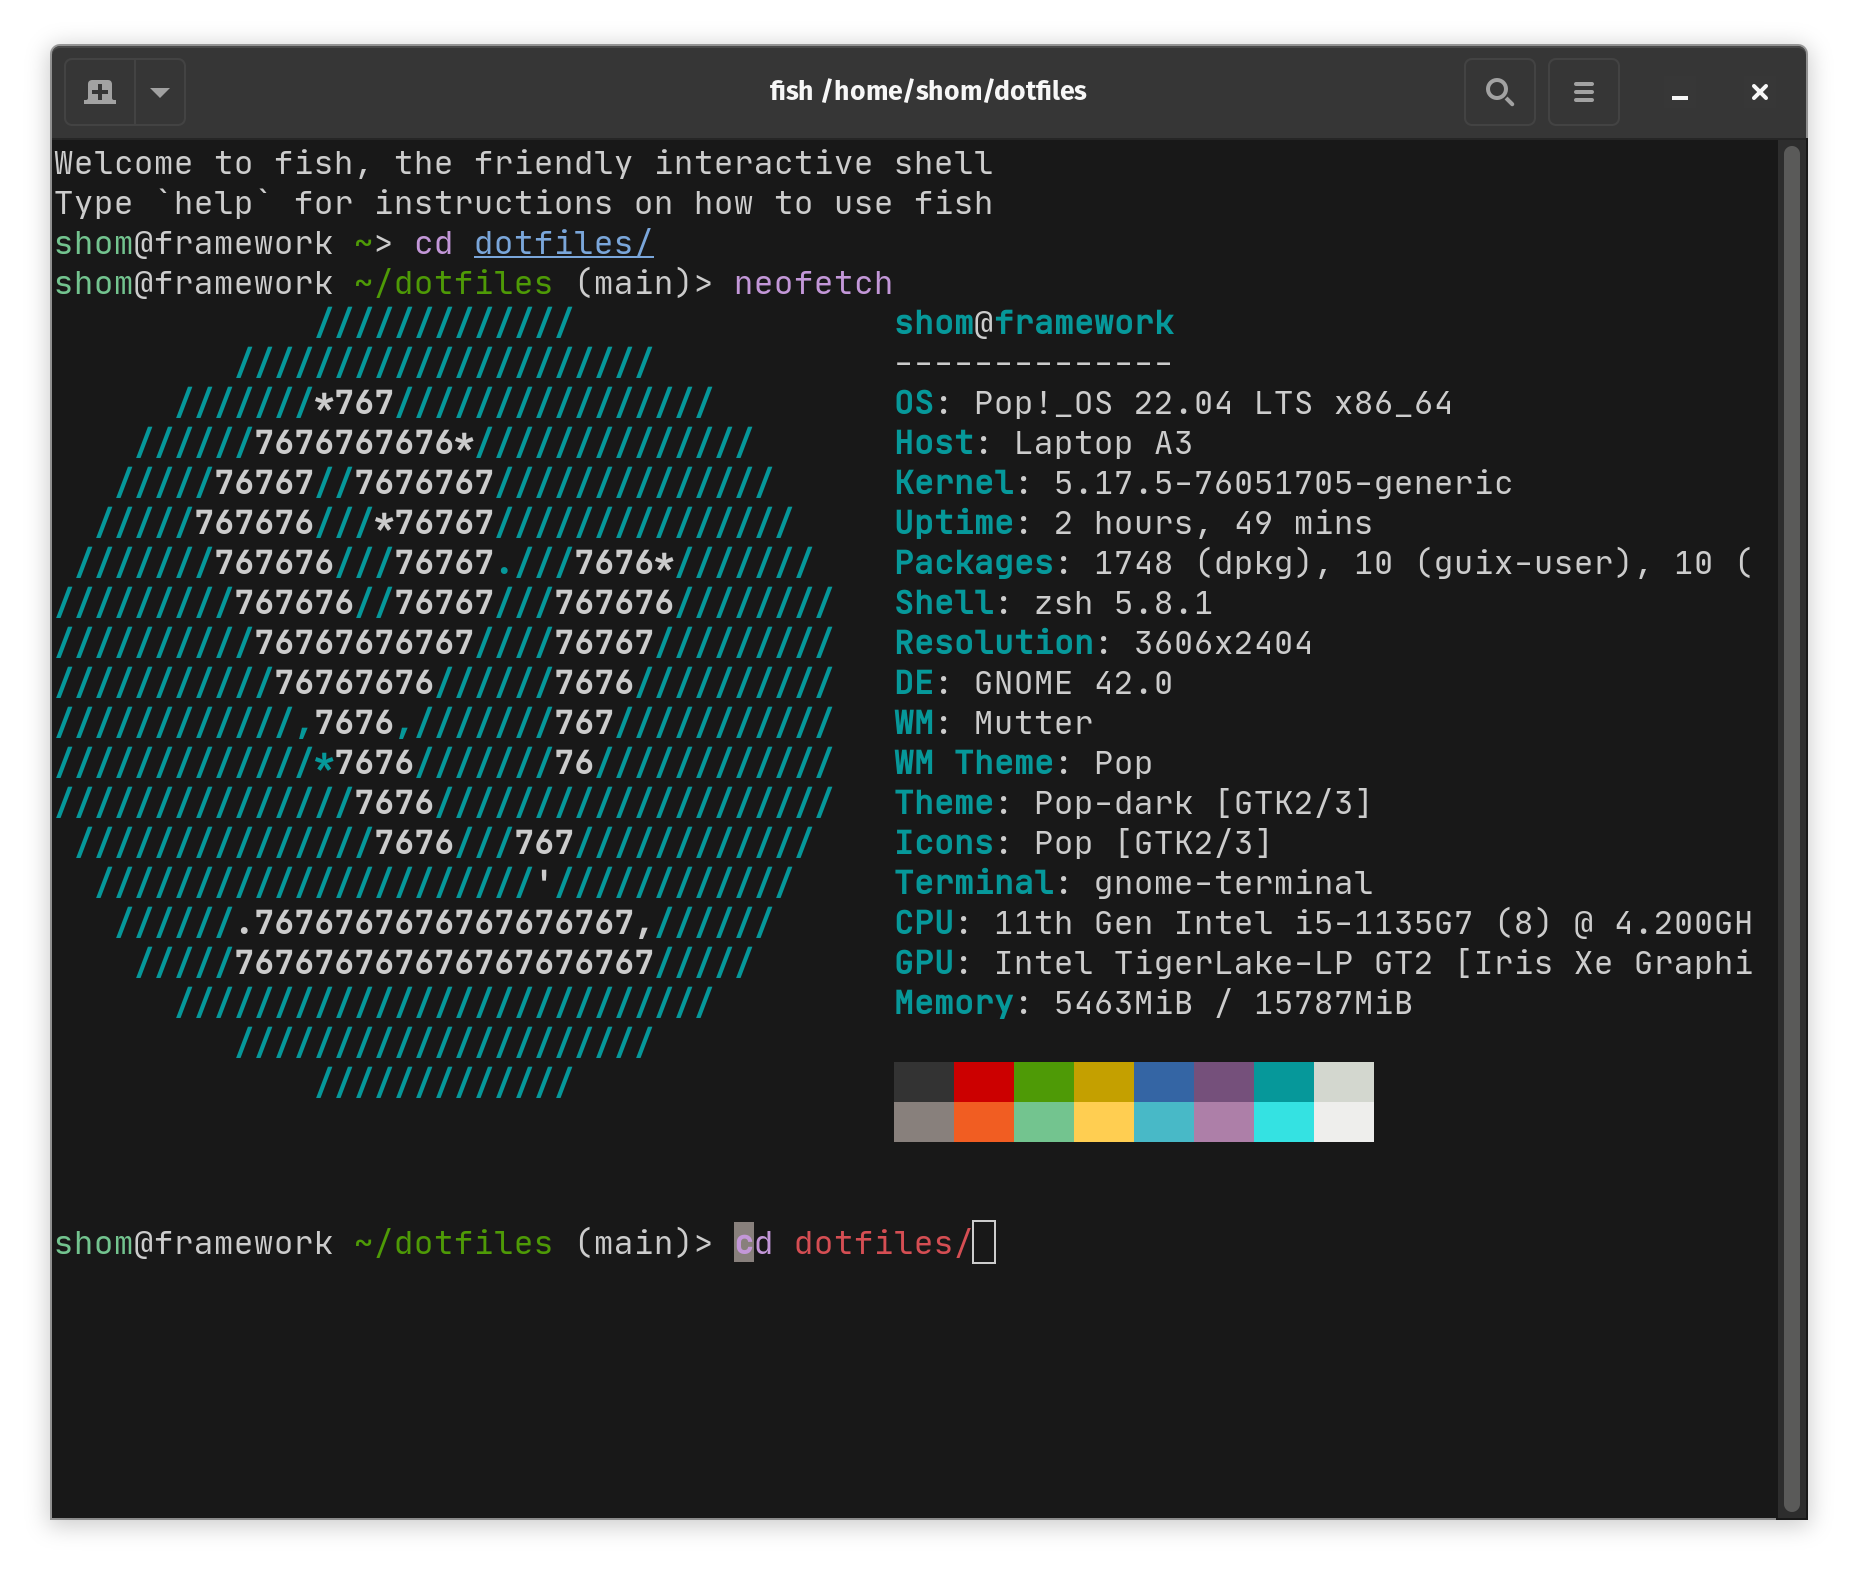 fish /home/shom/dotfiles
Welcome to fish, the friendly interactive shell
Type `help` for instructions on how to use fish
shom@framework ~> cd dotfiles/
shom@framework ~/dotfiles (main)> neofetch
             /////////////                shom@framework
         /////////////////////            --------------
      ///////*767////////////////         OS: Pop!_OS 22.04 LTS x86_64
    //////7676767676*//////////////       Host: Laptop A3
   /////76767//7676767//////////////      Kernel: 5.17.5-76051705-generic
  /////767676///*76767///////////////     Uptime: 2 hours, 49 mins
 ///////767676///76767.///7676*///////    Packages: 1748 (dpkg), 10 (guix-user), 10 (
/////////767676//76767///767676////////   Shell: zsh 5.8.1
//////////76767676767////76767/////////   Resolution: 3606x2404
///////////76767676//////7676//////////   DE: GNOME 42.0
////////////,7676,///////767///////////   WM: Mutter
/////////////*7676///////76////////////   WM Theme: Pop
///////////////7676////////////////////   Theme: Pop-dark [GTK2/3]
 ///////////////7676///767////////////    Icons: Pop [GTK2/3]
  //////////////////////'////////////     Terminal: gnome-terminal
   //////.7676767676767676767,//////      CPU: 11th Gen Intel i5-1135G7 (8) @ 4.200GH
    /////767676767676767676767/////       GPU: Intel TigerLake-LP GT2 [Iris Xe Graphi
      ///////////////////////////         Memory: 5463MiB / 15787MiB
         /////////////////////
             /////////////
shom@framework ~/dotfiles (main)> cd dotfiles/